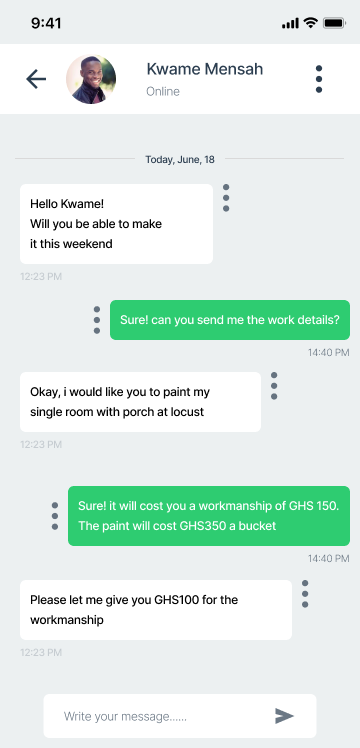 9:41
Kwame Mensah
Online
Today, June, 18
Hello Kwame!
Will you be able to make
it this weekend
12:23 PM
Sure! can you send me the work details?
14:40 PM
Okay, i would like you to paint my
single room with porch at locust
12:23 PM
Sure! it will cost you a workmanship of GHS 150.
The paint will cost GHS350 a bucket
14:40 PM
Please let me give you GHS100 for the
workmanship
12:23 PM
Write your message......